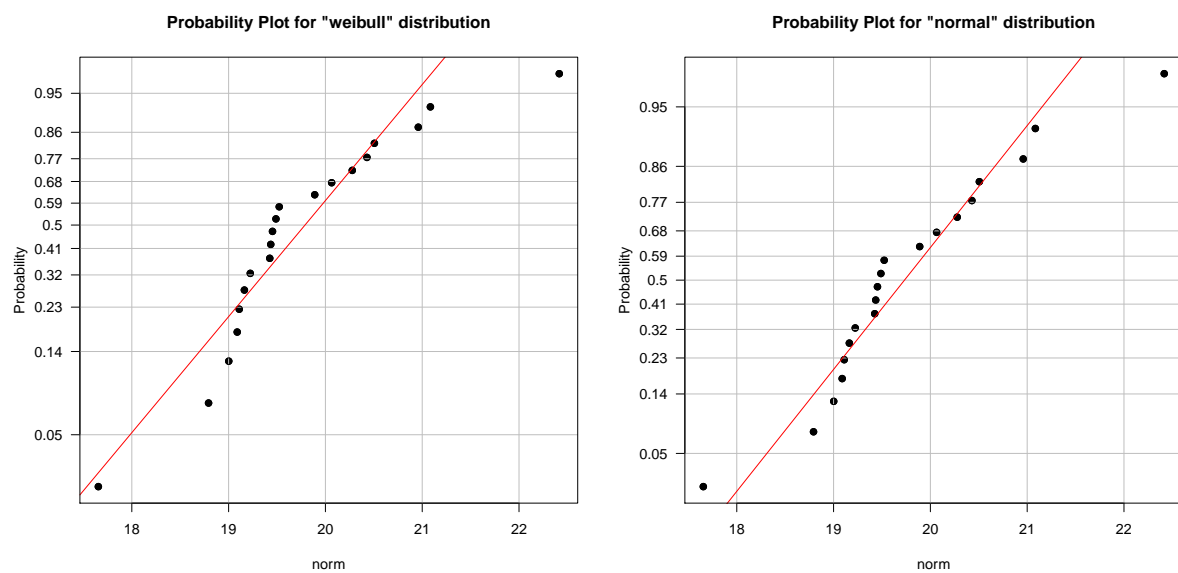 Probability Plot for "weibull" distribution
Probability
0.95
0.86
0.77
0.68
0.59
0.5
0.41
0.32
0.23
0.14
0.05
18 19 20 21 22
norm
Probability Plot for "normal" distribution
Probability
0.95
0.86
0.77
0.68
0.59
0.5
0.41
0.32
0.23
0.14
0.05
18 19 20 21 22
norm